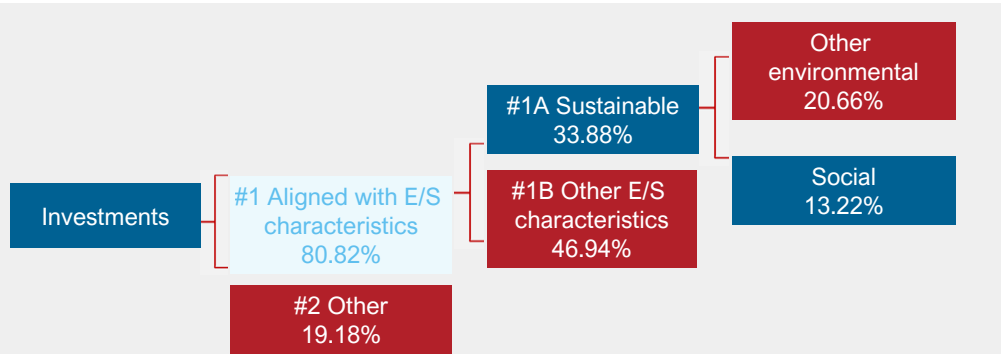 Investments
#1 Aligned with E/S
characteristics
80.82%
#2 Other
19.18%
#1A Sustainable
33.88%
#1B Other E/S
characteristics
46.94%
Other
environmental
20.66%
Social
13.22%